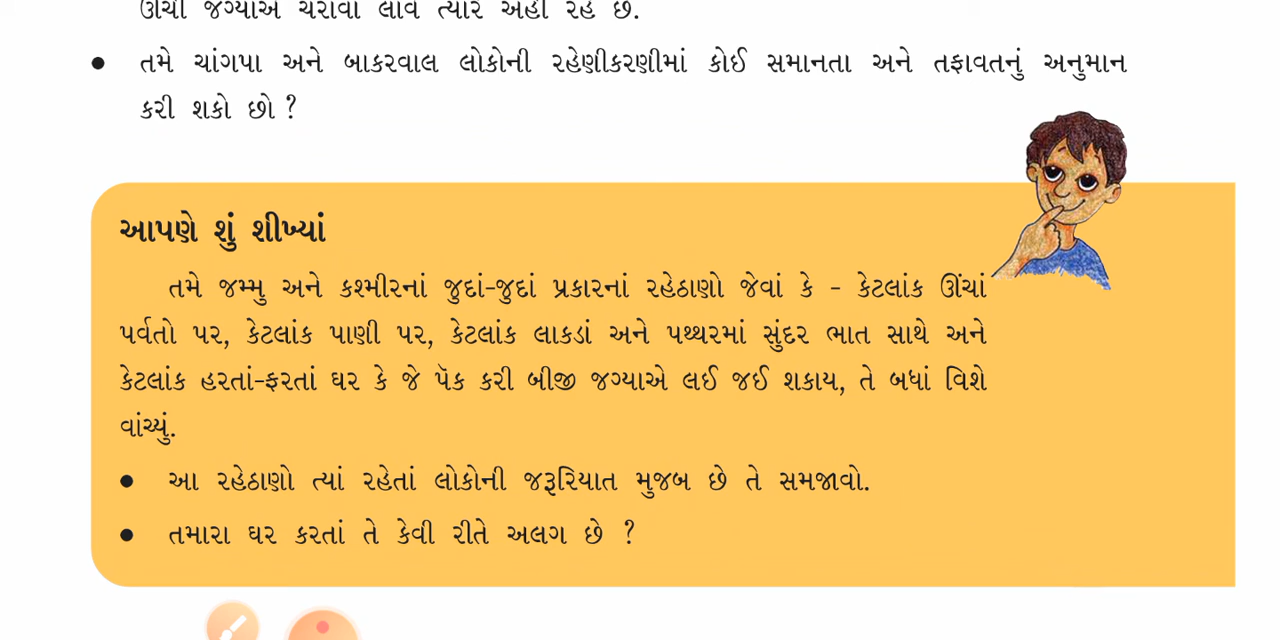 ઊંચી જગ્યાએ ચરાવવા લાવે ત્યારે અહીં રહે છે.
તમે ચાંગપા અને બાકરવાલ લોકોની રહેણીકરણીમાં કોઈ સમાનતા અને તફાવતનું અનુમાન
કરી શકો છો ?
આપણે શું શીખ્યાં
તમે જમ્મુ અને કશ્મીરનાં જુદાં-જુદાં પ્રકારનાં રહેઠાણો જેવાં કે - કેટલાંક ઊંચાં
પર્વતો પર, કેટલાંક પાણી પર, કેટલાંક લાકડાં અને પથ્થરમાં સુંદર ભાત સાથે અને
કેટલાંક હરતાં-ફરતાં ઘર કે જે પૅક કરી બીજી જગ્યાએ લઈ જઈ શકાય, તે બધાં વિશે
વાંચ્યું.
આ રહેઠાણો ત્યાં રહેતાં લોકોની જરૂરિયાત મુજબ છે તે સમજાવો.
તમારા ઘર કરતાં તે કેવી રીતે અલગ છે ?